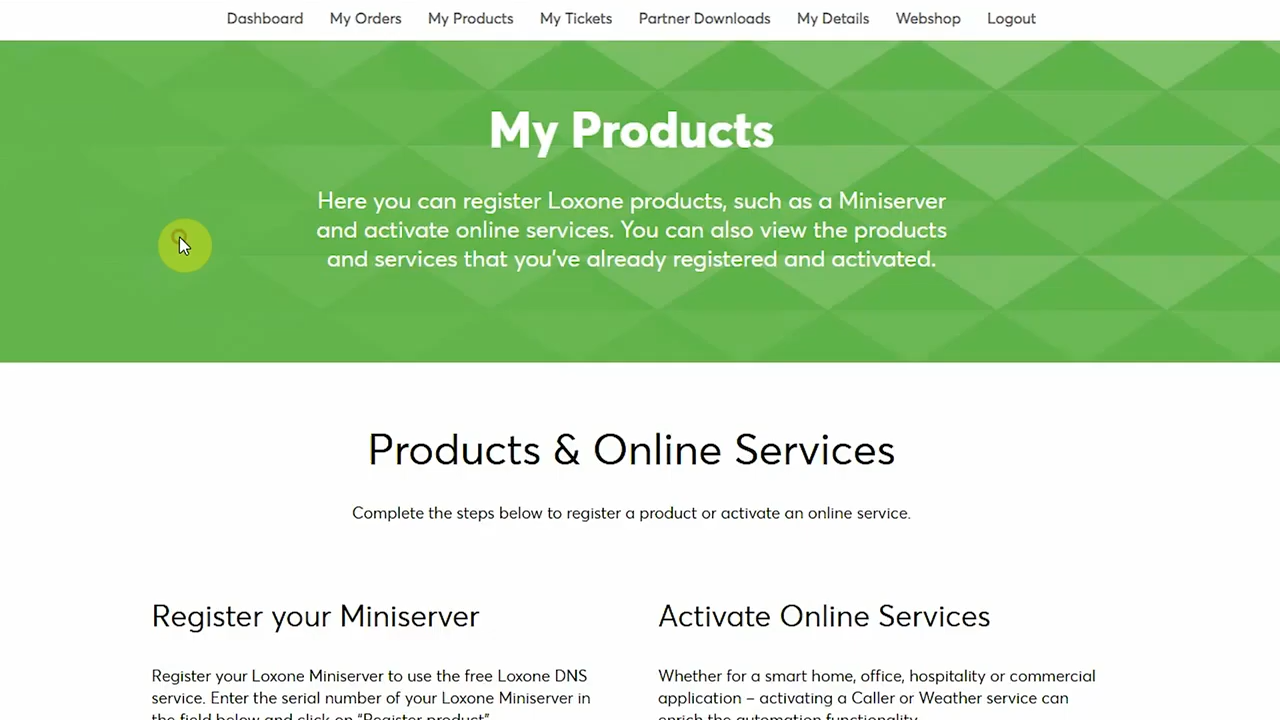 Dashboard My Orders My Products My Tickets Partner Downloads My Details Webshop Logout
My Products
Here you can register Loxone products, such as a Miniserver
and activate online services. You can also view the products
and services that you've already registered and activated.
Products & Online Services
Complete the steps below to register a product or activate an online service.
Register your Miniserver
Register your Loxone Miniserver to use the free Loxone DNS
service. Enter the serial number of your Loxone Miniserver in
the field below and click on "Register product".
Activate Online Services
Whether for a smart home, office, hospitality or commercial
application – activating a Caller or Weather service can
enrich the automation functionality.